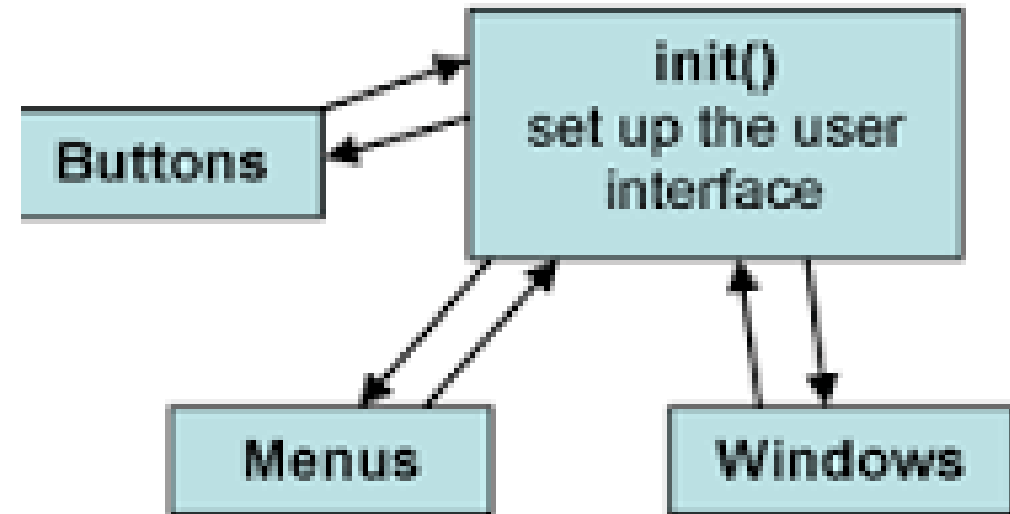 init()
set up the user
interface
Buttons
Menus
Windows